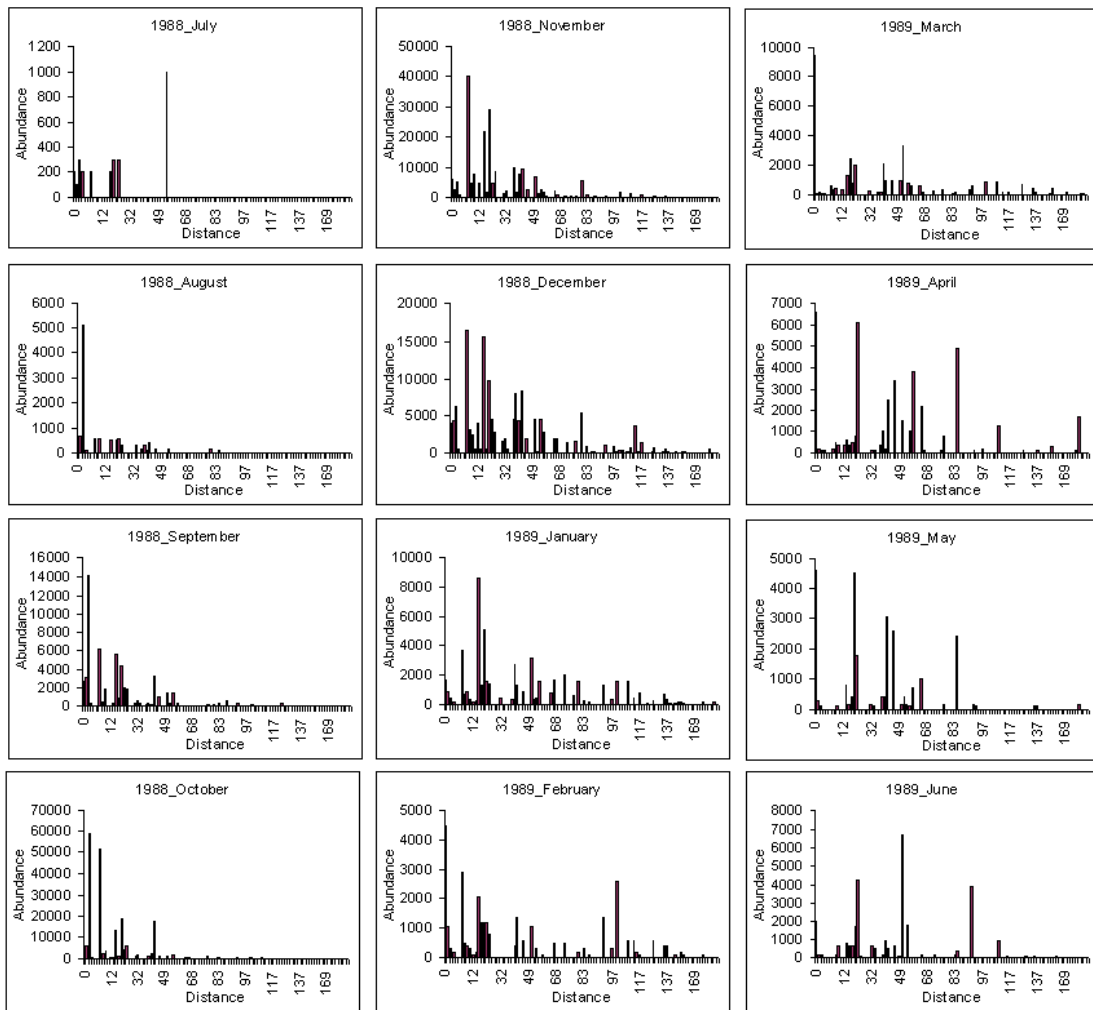 1988_July
1200
1000
800
600
400
200
0
Abundance
0 12 32 49 68 83 97 117 137 169
Distance
1988_November
50000
40000
30000
20000
10000
0
Abundance
0 12 32 49 68 83 97 117 137 169
Distance
1989_March
10000
8000
6000
4000
2000
0
Abundance
0 12 32 49 68 83 97 117 137 169
Distance
1988_August
6000
5000
4000
3000
2000
1000
0
Abundance
0 12 32 49 68 83 97 117 137 169
Distance
1988_December
20000
15000
10000
5000
0
Abundance
0 12 32 49 68 83 97 117 137 169
Distance
1989_April
7000
6000
5000
4000
3000
2000
1000
0
Abundance
0 12 32 49 68 83 97 117 137 169
Distance
1988_September
16000
14000
12000
10000
8000
6000
4000
2000
0
Abundance
0 12 32 49 68 83 97 117 137 169
Distance
1989_January
10000
8000
6000
4000
2000
0
Abundance
0 12 32 49 68 83 97 117 137 169
Distance
1989_May
5000
4000
3000
2000
1000
0
Abundance
0 12 32 49 68 83 97 117 137 169
Distance
1988_October
70000
60000
50000
40000
30000
20000
10000
0
Abundance
0 12 32 49 68 83 97 117 137 169
Distance
1989_February
5000
4000
3000
2000
1000
0
Abundance
0 12 32 49 68 83 97 117 137 169
Distance
1989_June
8000
7000
6000
5000
4000
3000
2000
1000
0
Abundance
0 12 32 49 68 83 97 117 137 169
Distance